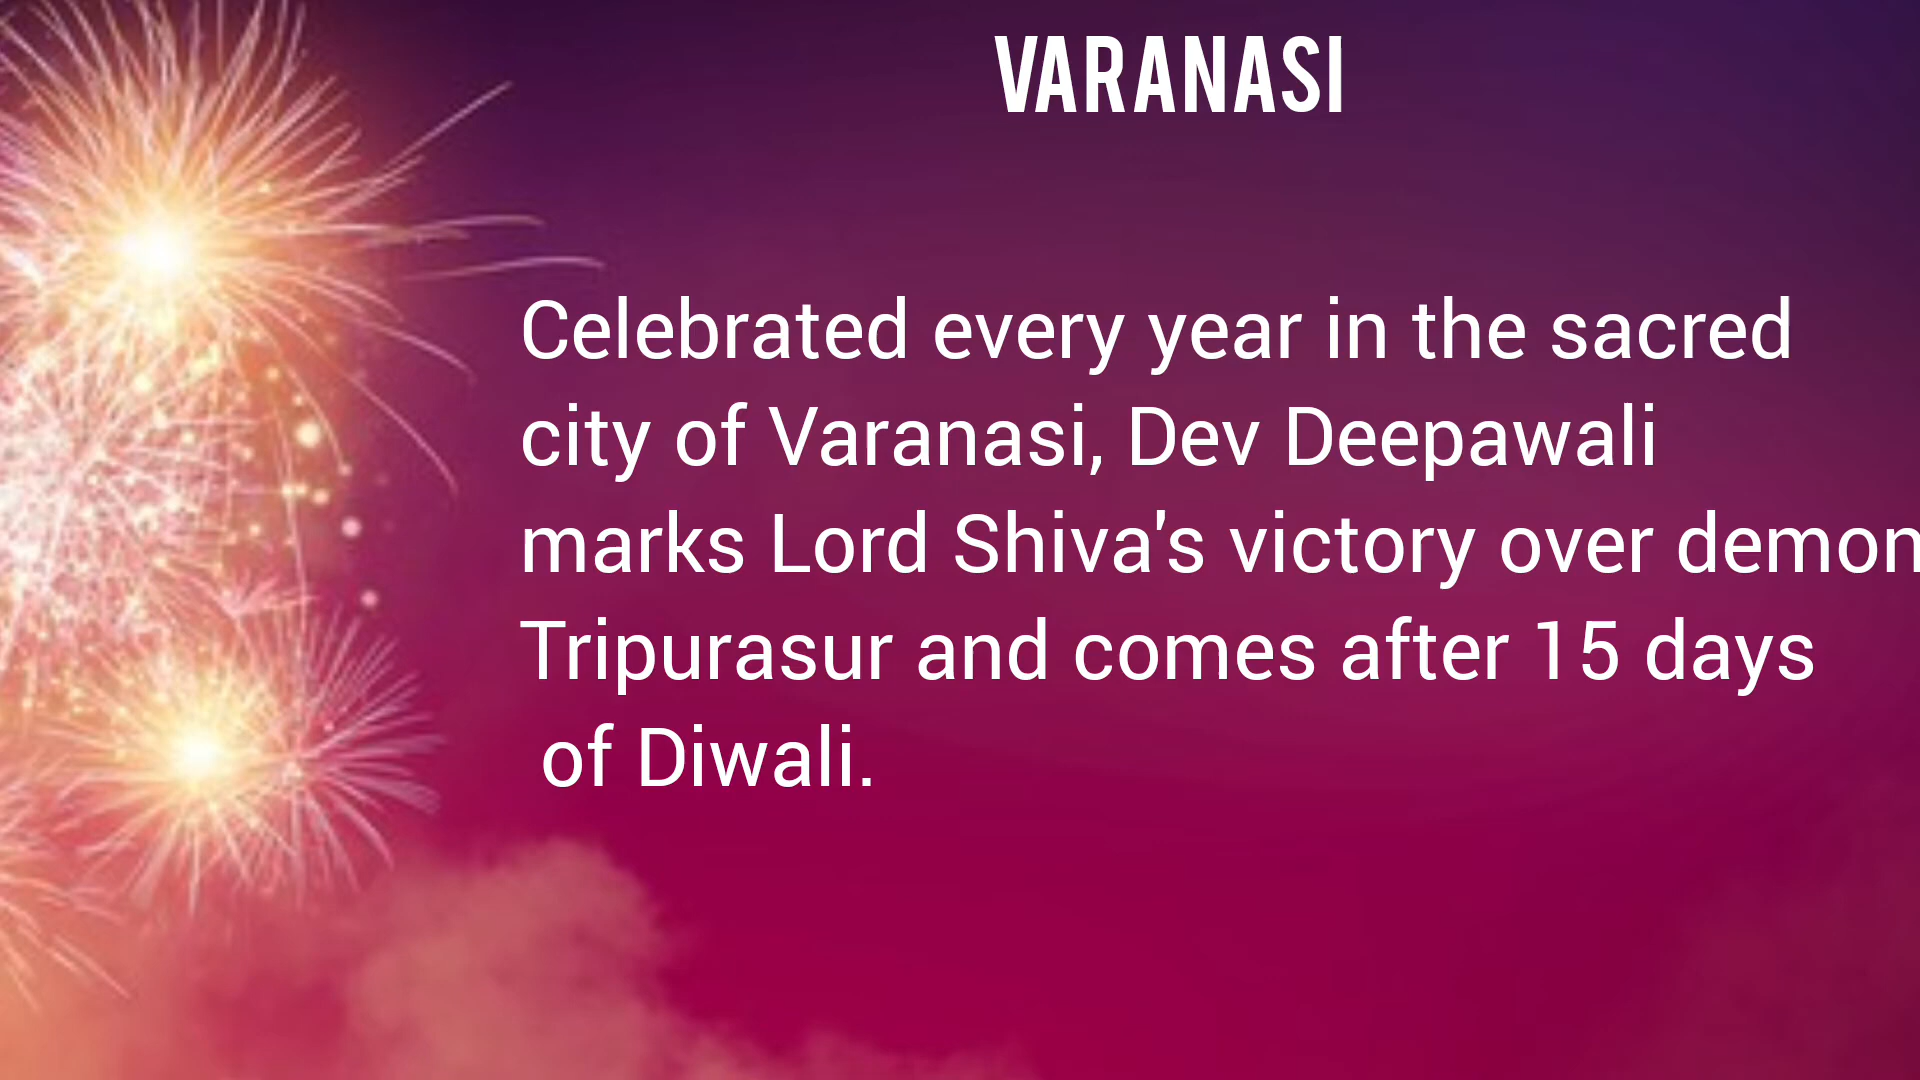 VARANASI
Celebrated every year in the sacred
city of Varanasi, Dev Deepawali
marks Lord Shiva's victory over demon
Tripurasur and comes after 15 days
of Diwali.